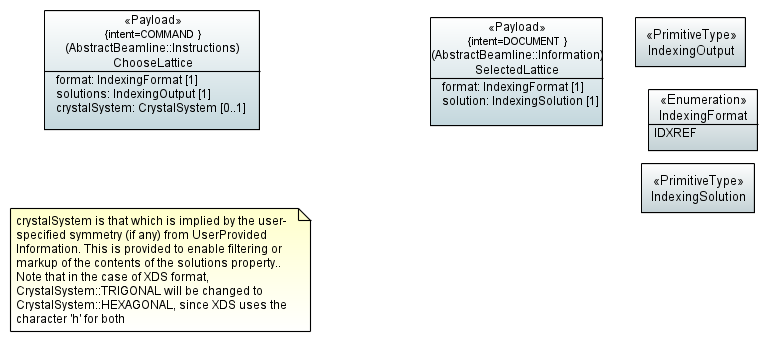 «Payload»
{intent=COMMAND }
(AbstractBeamline::Instructions)
ChooseLattice
format: IndexingFormat [1]
solutions: IndexingOutput [1]
crystalSystem: CrystalSystem [0..1]
«Payload»
{intent=DOCUMENT }
(AbstractBeamline::Information)
SelectedLattice
format: IndexingFormat [1]
solution: IndexingSolution [1]
«PrimitiveType»
IndexingOutput
«Enumeration»
IndexingFormat
IDXREF
«PrimitiveType»
IndexingSolution
crystalSystem is that which is implied by the user-
specified symmetry (if any) from UserProvided
Information. This is provided to enable filtering or
markup of the contents of the solutions property..
Note that in the case of XDS format,
CrystalSystem::TRIGONAL will be changed to
CrystalSystem::HEXAGONAL, since XDS uses the
character 'h' for both